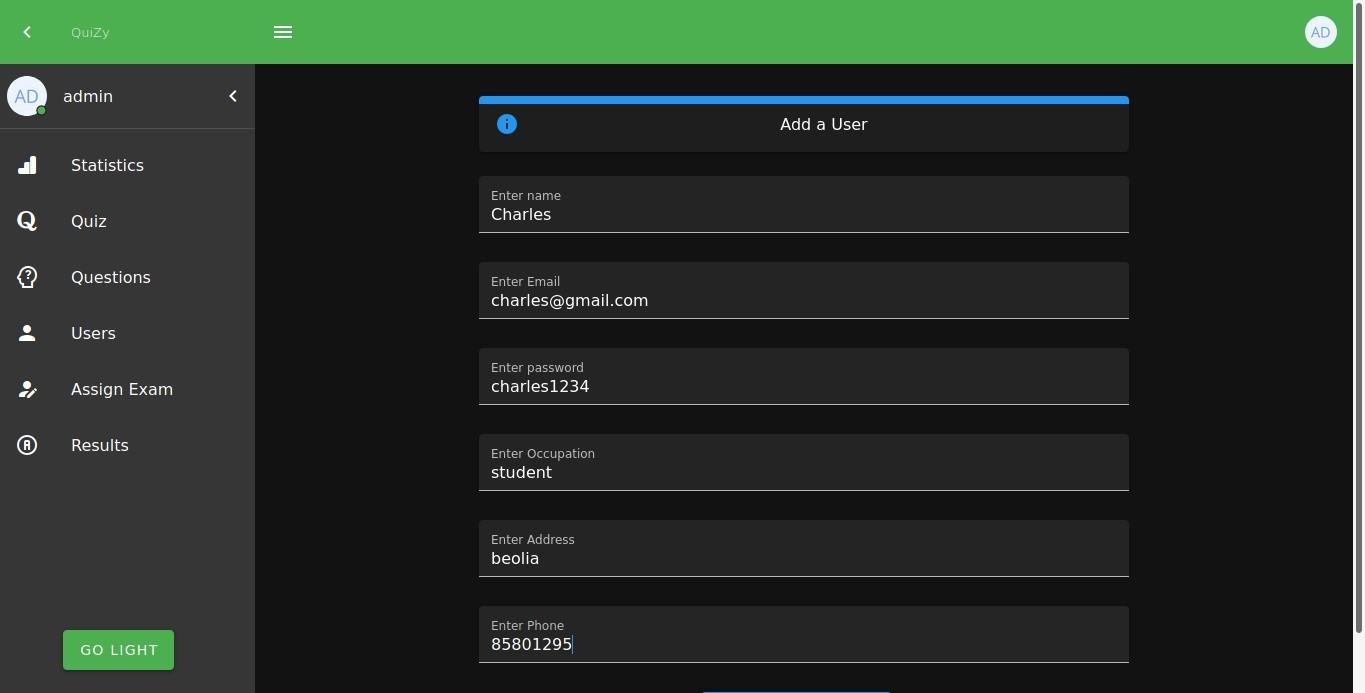 QuiZy
AD
AD
admin
Statistics
Quiz
Questions
Users
Assign Exam
Results
GO LIGHT
Add a User
Enter name
Charles
Enter Email
charles@gmail.com
Enter password
charles1234
Enter Occupation
student
Enter Address
beolia
Enter Phone
85801295